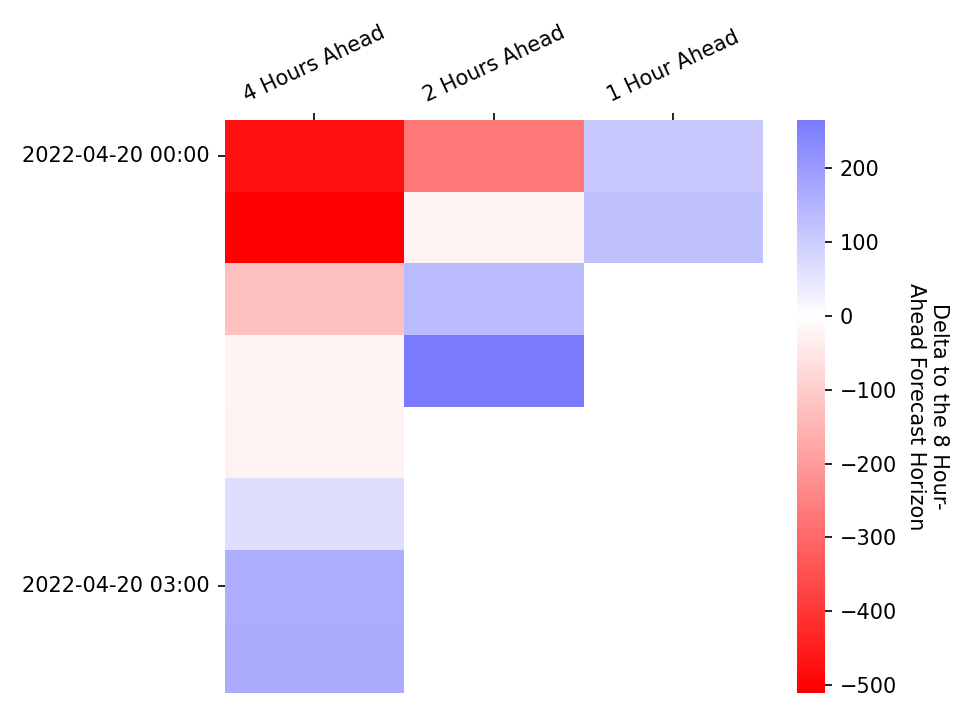 4 Hours Ahead
2 Hours Ahead
1 Hour Ahead
2022-04-20 00:00
2022-04-20 03:00
200
100
0
−100
−200
−300
−400
−500
Delta to the 8 Hour-
Ahead Forecast Horizon